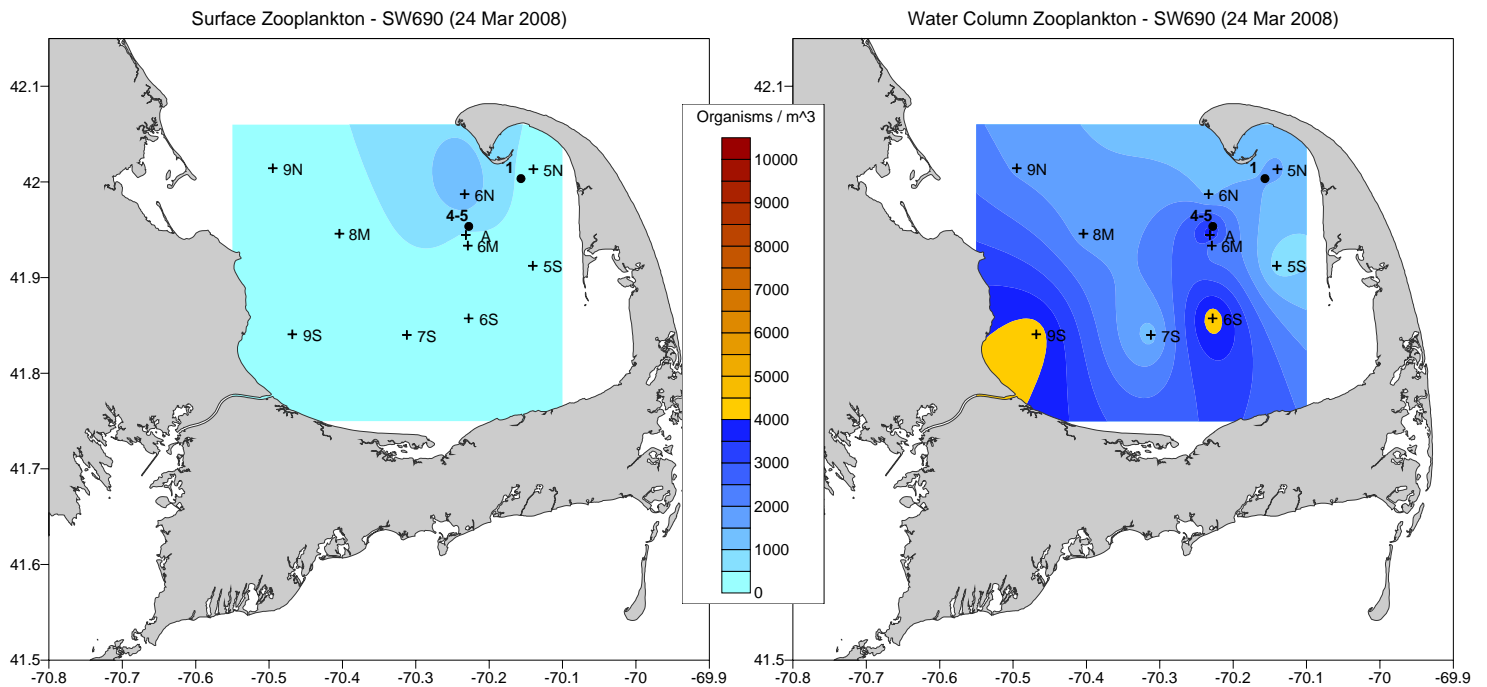 Surface Zooplankton - SW690 (24 Mar 2008)
Water Column Zooplankton - SW690 (24 Mar 2008)
42.1
42
41.9
41.8
41.7
41.6
41.5
-70.8 -70.7 -70.6 -70.5 -70.4 -70.3 -70.2 -70.1 -70 -69.9
9N
1
5N
6N
4-5
A
8M
6M
5S
6S
9S
7S
Organisms / m^3
10000
9000
8000
7000
6000
5000
4000
3000
2000
1000
0
42.1
42
41.9
41.8
41.7
41.6
41.5
-70.8 -70.7 -70.6 -70.5 -70.4 -70.3 -70.2 -70.1 -70 -69.9
9N
1
5N
6N
4-5
A
8M
6M
5S
6S
9S
7S